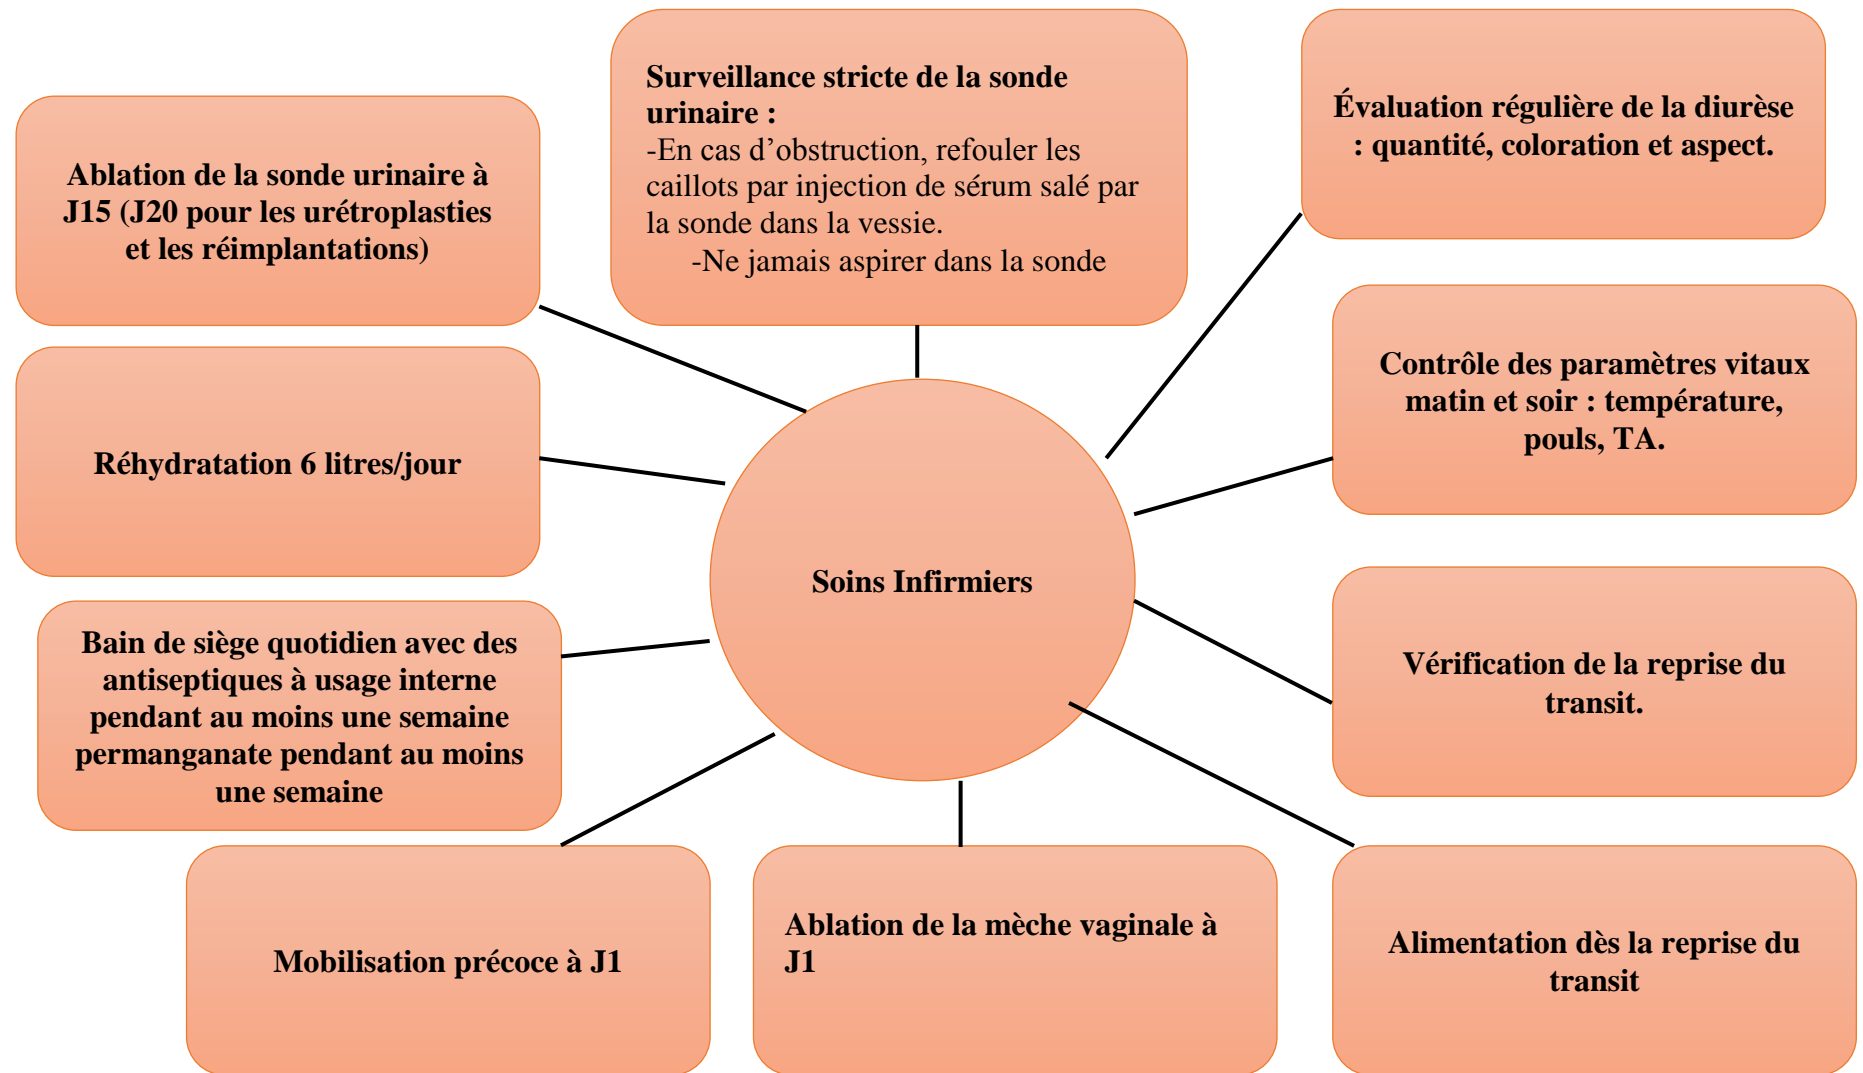 Surveillance stricte de la sonde
urinaire :
-En cas d’obstruction, refouler les
caillots par injection de sérum salé par
la sonde dans la vessie.
-Ne jamais aspirer dans la sonde
Évaluation régulière de la diurèse
: quantité, coloration et aspect.
Ablation de la sonde urinaire à
J15 (J20 pour les urétroplasties
et les réimplantations)
Contrôle des paramètres vitaux
matin et soir : température,
pouls, TA.
Réhydratation 6 litres/jour
Soins Infirmiers
Bain de siège quotidien avec des
antiseptiques à usage interne
pendant au moins une semaine
permanganate pendant au moins
une semaine
Vérification de la reprise du
transit.
Mobilisation précoce à J1
Ablation de la mèche vaginale à
J1
Alimentation dès la reprise du
transit